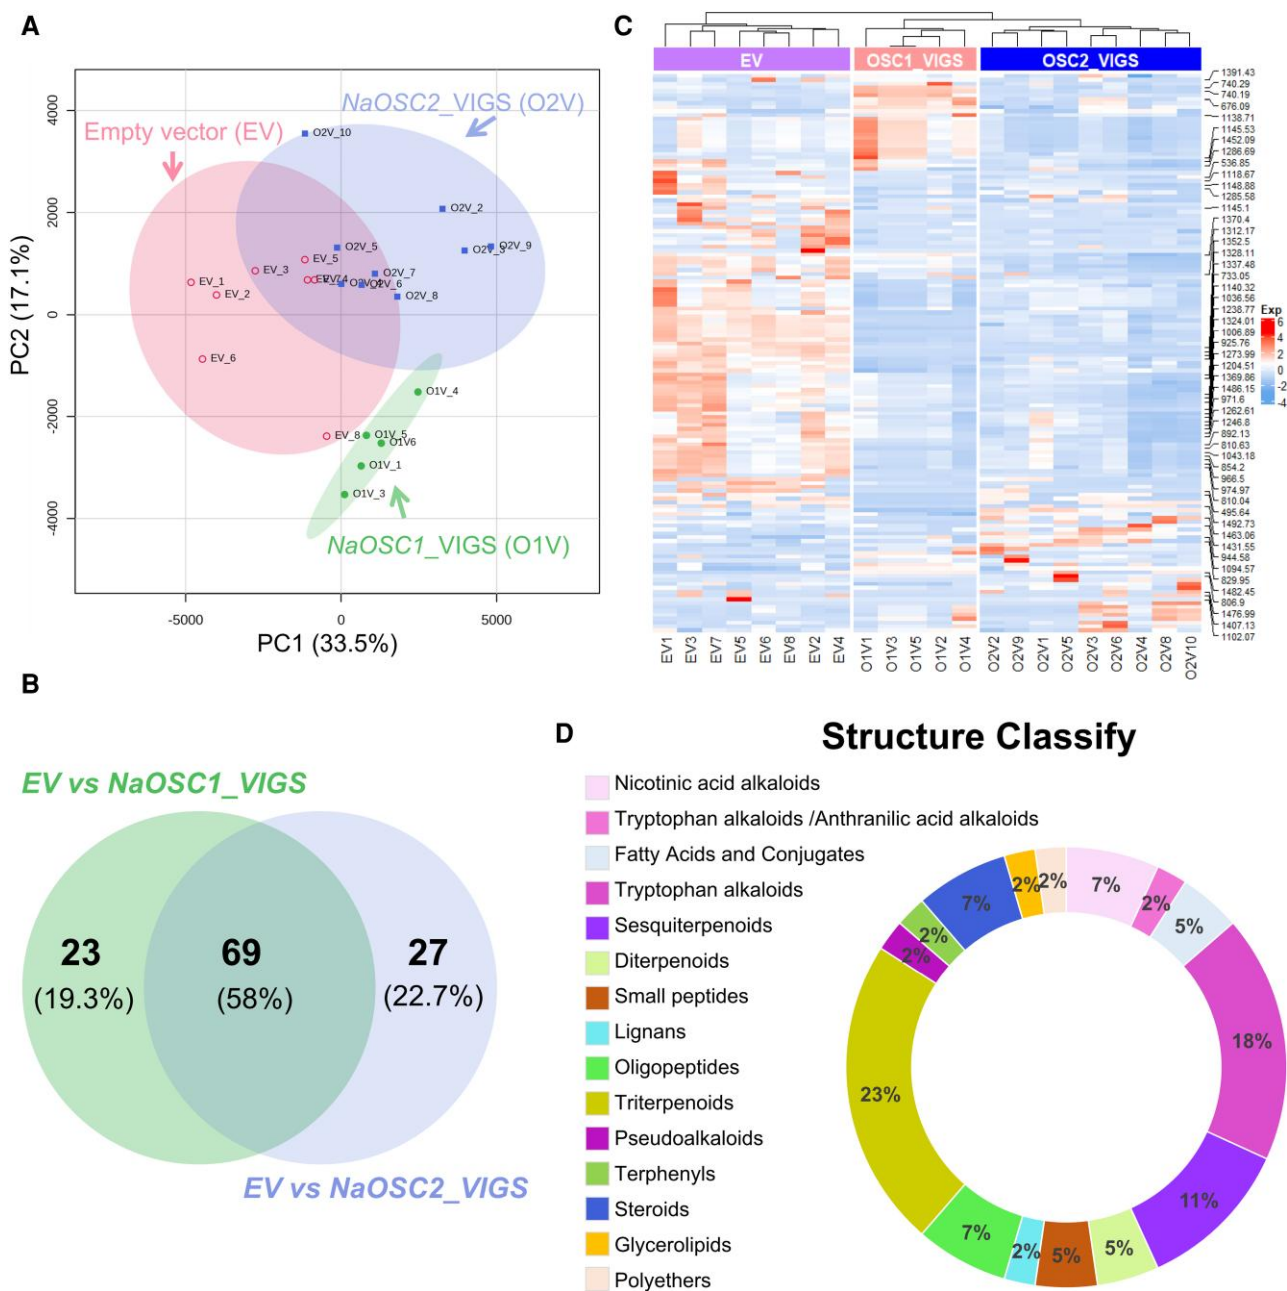 A
NaOSC2_VIGS (O2V)
Empty vector (EV)
O2V_10
O2V_2
O2V_9
O2V_5
EV_5
EV_3
O2V_7
O2V_6
O2V_8
EV_1
EV_2
EV_6
O1V_4
EV_8
O1V_5
O1V6
O1V_1
O1V_3
NaOSC1_VIGS (O1V)
4000
2000
0
-2000
-4000
PC2 (17.1%)
-5000
0
5000
PC1 (33.5%)
C
EV
OSC1_VIGS
OSC2_VIGS
1391.43
740.29
740.19
676.09
1138.71
1145.53
1452.09
1286.69
536.85
1118.67
1148.88
1285.58
1145.1
1370.4
1312.17
1352.5
1328.11
1337.48
733.05
1140.32
1036.56
1238.77
1324.01
1006.89
925.76
1273.99
1204.51
1369.86
1486.15
971.6
1262.61
1246.8
892.13
810.63
1043.18
854.2
966.5
974.97
810.04
495.64
1492.73
1463.06
1431.55
944.58
1094.57
829.95
1482.45
806.9
1476.99
1407.13
1102.07
Exp
6
4
2
0
-2
-4
EV1
EV3
EV7
EV5
EV6
EV8
EV2
EV4
O1V1
O1V3
O1V5
O1V2
O1V4
O2V2
O2V9
O2V1
O2V5
O2V3
O2V6
O2V4
O2V8
O2V10
B
EV vs NaOSC1_VIGS
23
(19.3%)
69
(58%)
27
(22.7%)
EV vs NaOSC2_VIGS
D
Structure Classify
Nicotinic acid alkaloids
Tryptophan alkaloids /Anthranilic acid alkaloids
Fatty Acids and Conjugates
Tryptophan alkaloids
Sesquiterpenoids
Diterpenoids
Small peptides
Lignans
Oligopeptides
Triterpenoids
Pseudoalkaloids
Terphenyls
Steroids
Glycerolipids
Polyethers
7%
2%
5%
18%
11%
5%
5%
2%
7%
23%
2%
2%
7%
2%
2%